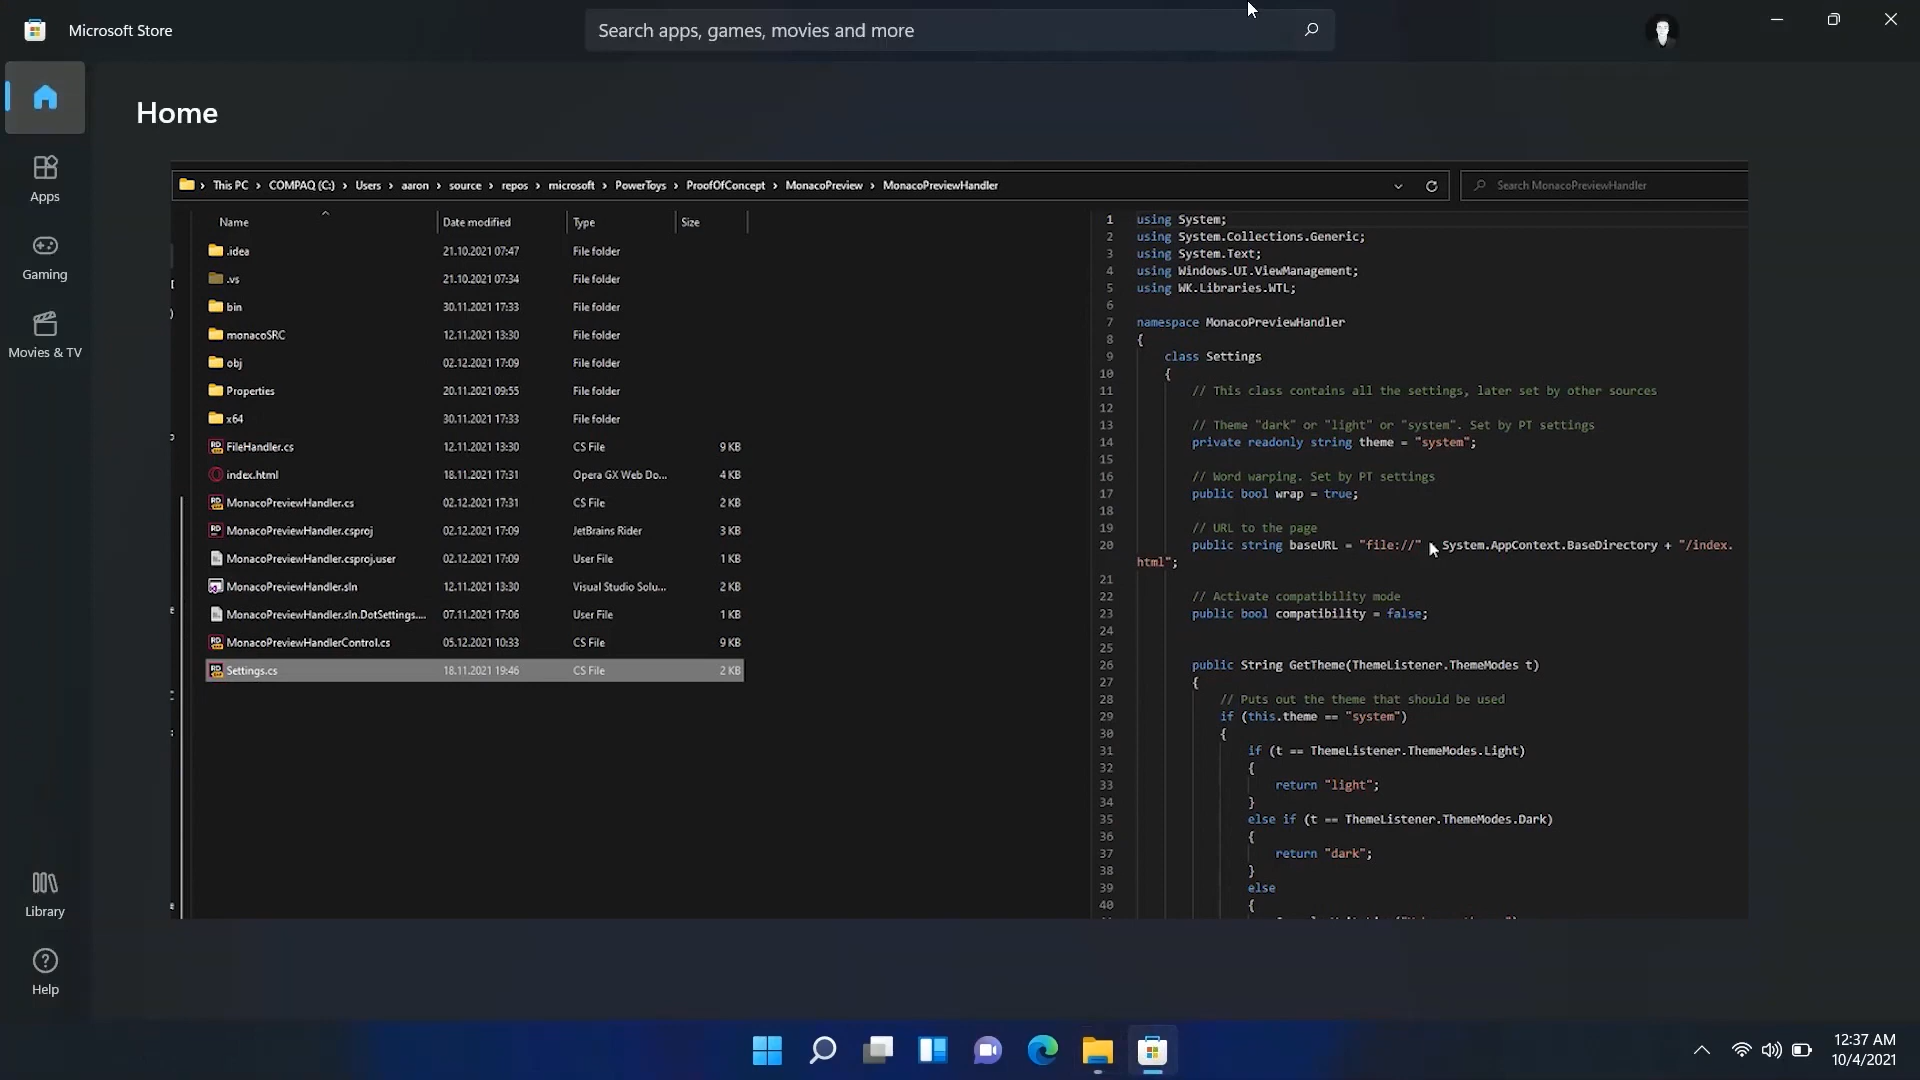 Microsoft Store
Search apps, games, movies and more
Home
Apps
Gaming
Movies & TV
Library
Help
This PC > COMPAQ (C:) > Users > aaron > source > repos > microsoft > PowerToys > ProofOfConcept > MonacoPreview > MonacoPreviewHandler
Search MonacoPreviewHandler
Name Date modified Type Size
.idea 21.10.2021 07:47 File folder
.vs 21.10.2021 07:34 File folder
bin 30.11.2021 17:33 File folder
monacoSRC 12.11.2021 13:30 File folder
obj 02.12.2021 17:09 File folder
Properties 20.11.2021 09:55 File folder
x64 30.11.2021 17:33 File folder
FileHandler.cs 12.11.2021 13:30 CS File 9 KB
index.html 18.11.2021 17:31 Opera GX Web Do... 4 KB
MonacoPreviewHandler.cs 02.12.2021 17:31 CS File 2 KB
MonacoPreviewHandler.csproj 02.12.2021 17:09 JetBrains Rider 3 KB
MonacoPreviewHandler.csproj.user 02.12.2021 17:09 User File 1 KB
MonacoPreviewHandler.sln 12.11.2021 13:30 Visual Studio Solu... 2 KB
MonacoPreviewHandler.sln.DotSettings.... 07.11.2021 17:06 User File 1 KB
MonacoPreviewHandlerControl.cs 05.12.2021 10:33 CS File 9 KB
Settings.cs 18.11.2021 19:46 CS File 2 KB
1 using System;
2 using System.Collections.Generic;
3 using System.Text;
4 using Windows.UI.ViewManagement;
5 using WK.Libraries.WTL;
6
7 namespace MonacoPreviewHandler
8 {
9 class Settings
10 {
11 // This class contains all the settings, later set by other sources
12
13 // Theme "dark" or "light" or "system". Set by PT settings
14 private readonly string theme = "system";
15
16 // Word warping. Set by PT settings
17 public bool wrap = true;
18
19 // URL to the page
20 public string baseURL = "file://" System.AppContext.BaseDirectory + "/index.
html";
21
22 // Activate compatibility mode
23 public bool compatibility = false;
24
25
26 public String GetTheme(ThemeListener.ThemeModes t)
27 {
28 // Puts out the theme that should be used
29 if (this.theme == "system")
30 {
31 if (t == ThemeListener.ThemeModes.Light)
32 {
33 return "light";
34 }
35 else if (t == ThemeListener.ThemeModes.Dark)
36 {
37 return "dark";
38 }
39 else
40 {
12:37 AM
10/4/2021